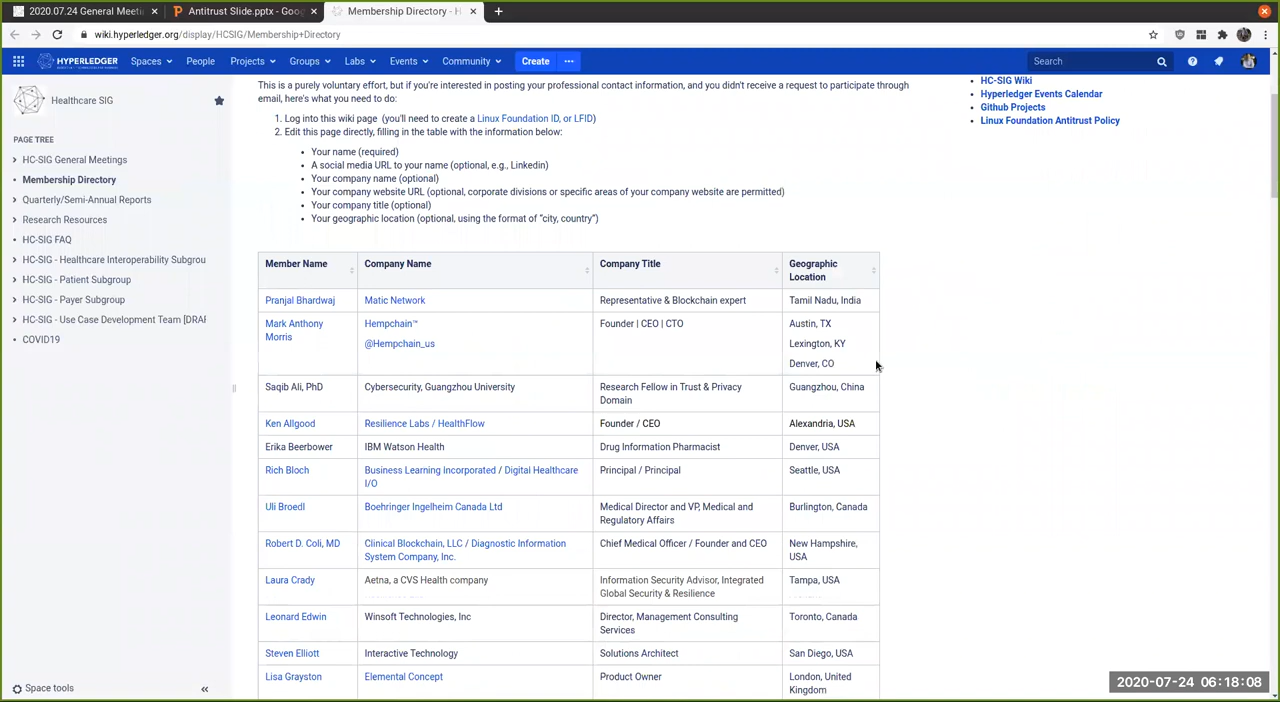 2020.07.24 General Meeti
Antitrust Slide.pptx - Goo
Membership Directory - H
wiki.hyperledger.org/display/HCSIG/Membership+Directory
HYPERLEDGER
Spaces
People
Projects
Groups
Labs
Events
Community
Create
Search
Healthcare SIG
PAGE TREE
HC-SIG General Meetings
Membership Directory
Quarterly/Semi-Annual Reports
Research Resources
HC-SIG FAQ
HC-SIG - Healthcare Interoperability Subgrou
HC-SIG - Patient Subgroup
HC-SIG - Payer Subgroup
HC-SIG - Use Case Development Team [DRAF
COVID19
Space tools
This is a purely voluntary effort, but if you're interested in posting your professional contact information, and you didn't receive a request to participate through
email, here's what you need to do:
1. Log into this wiki page (you'll need to create a Linux Foundation ID, or LFID)
2. Edit this page directly, filling in the table with the information below:
• Your name (required)
• A social media URL to your name (optional, e.g., Linkedin)
• Your company name (optional)
• Your company website URL (optional, corporate divisions or specific areas of your company website are permitted)
• Your company title (optional)
• Your geographic location (optional, using the format of "city, country")
Member Name Company Name Company Title Geographic
Location
Pranjal Bhardwaj Matic Network Representative & Blockchain expert Tamil Nadu, India
Mark Anthony Hempchain™ Founder | CEO | CTO Austin, TX
Morris @Hempchain_us Lexington, KY
Denver, CO
Saqib Ali, PhD Cybersecurity, Guangzhou University Research Fellow in Trust & Privacy Guangzhou, China
Domain
Ken Allgood Resilience Labs / HealthFlow Founder / CEO Alexandria, USA
Erika Beerbower IBM Watson Health Drug Information Pharmacist Denver, USA
Rich Bloch Business Learning Incorporated / Digital Healthcare Principal / Principal Seattle, USA
I/O
Uli Broedl Boehringer Ingelheim Canada Ltd Medical Director and VP, Medical and Burlington, Canada
Regulatory Affairs
Robert D. Coli, MD Clinical Blockchain, LLC / Diagnostic Information Chief Medical Officer / Founder and CEO New Hampshire,
System Company, Inc. USA
Laura Crady Aetna, a CVS Health company Information Security Advisor, Integrated Tampa, USA
Global Security & Resilience
Leonard Edwin Winsoft Technologies, Inc Director, Management Consulting Toronto, Canada
Services
Steven Elliott Interactive Technology Solutions Architect San Diego, USA
Lisa Grayston Elemental Concept Product Owner London, United
Kingdom
HC-SIG Wiki
Hyperledger Events Calendar
Github Projects
Linux Foundation Antitrust Policy
2020-07-24 06:18:08